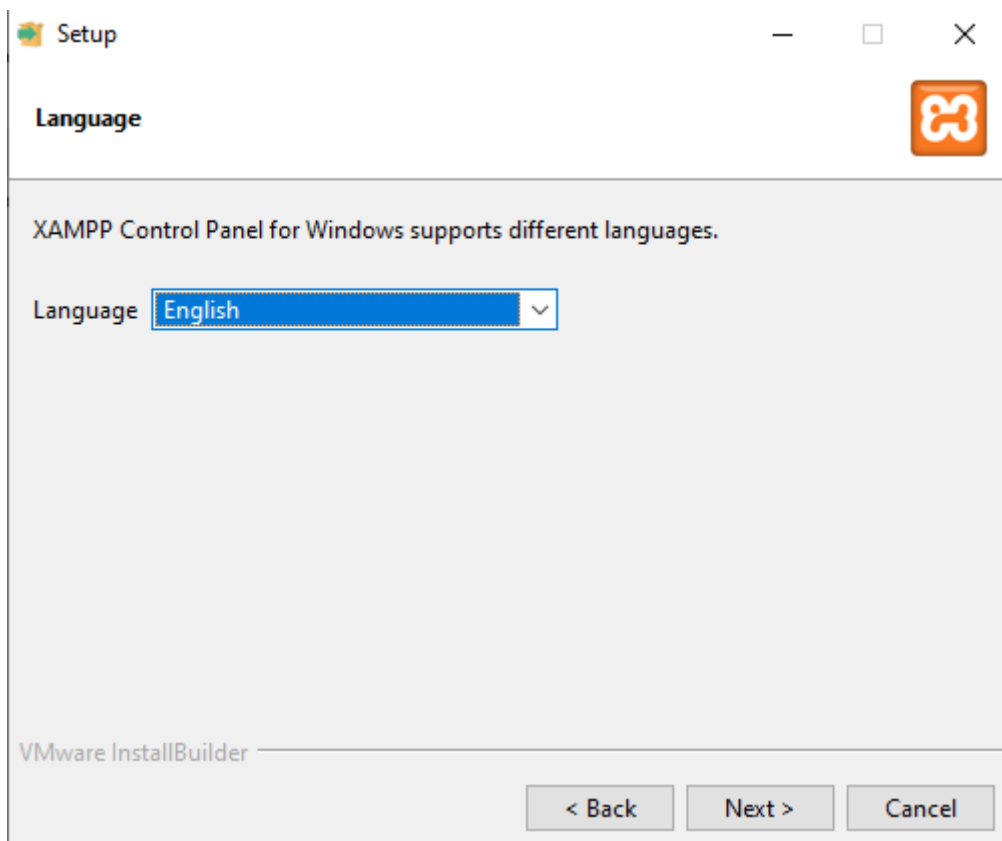 Setup
Language
XAMPP Control Panel for Windows supports different languages.
Language English
VMware InstallBuilder
< Back Next > Cancel